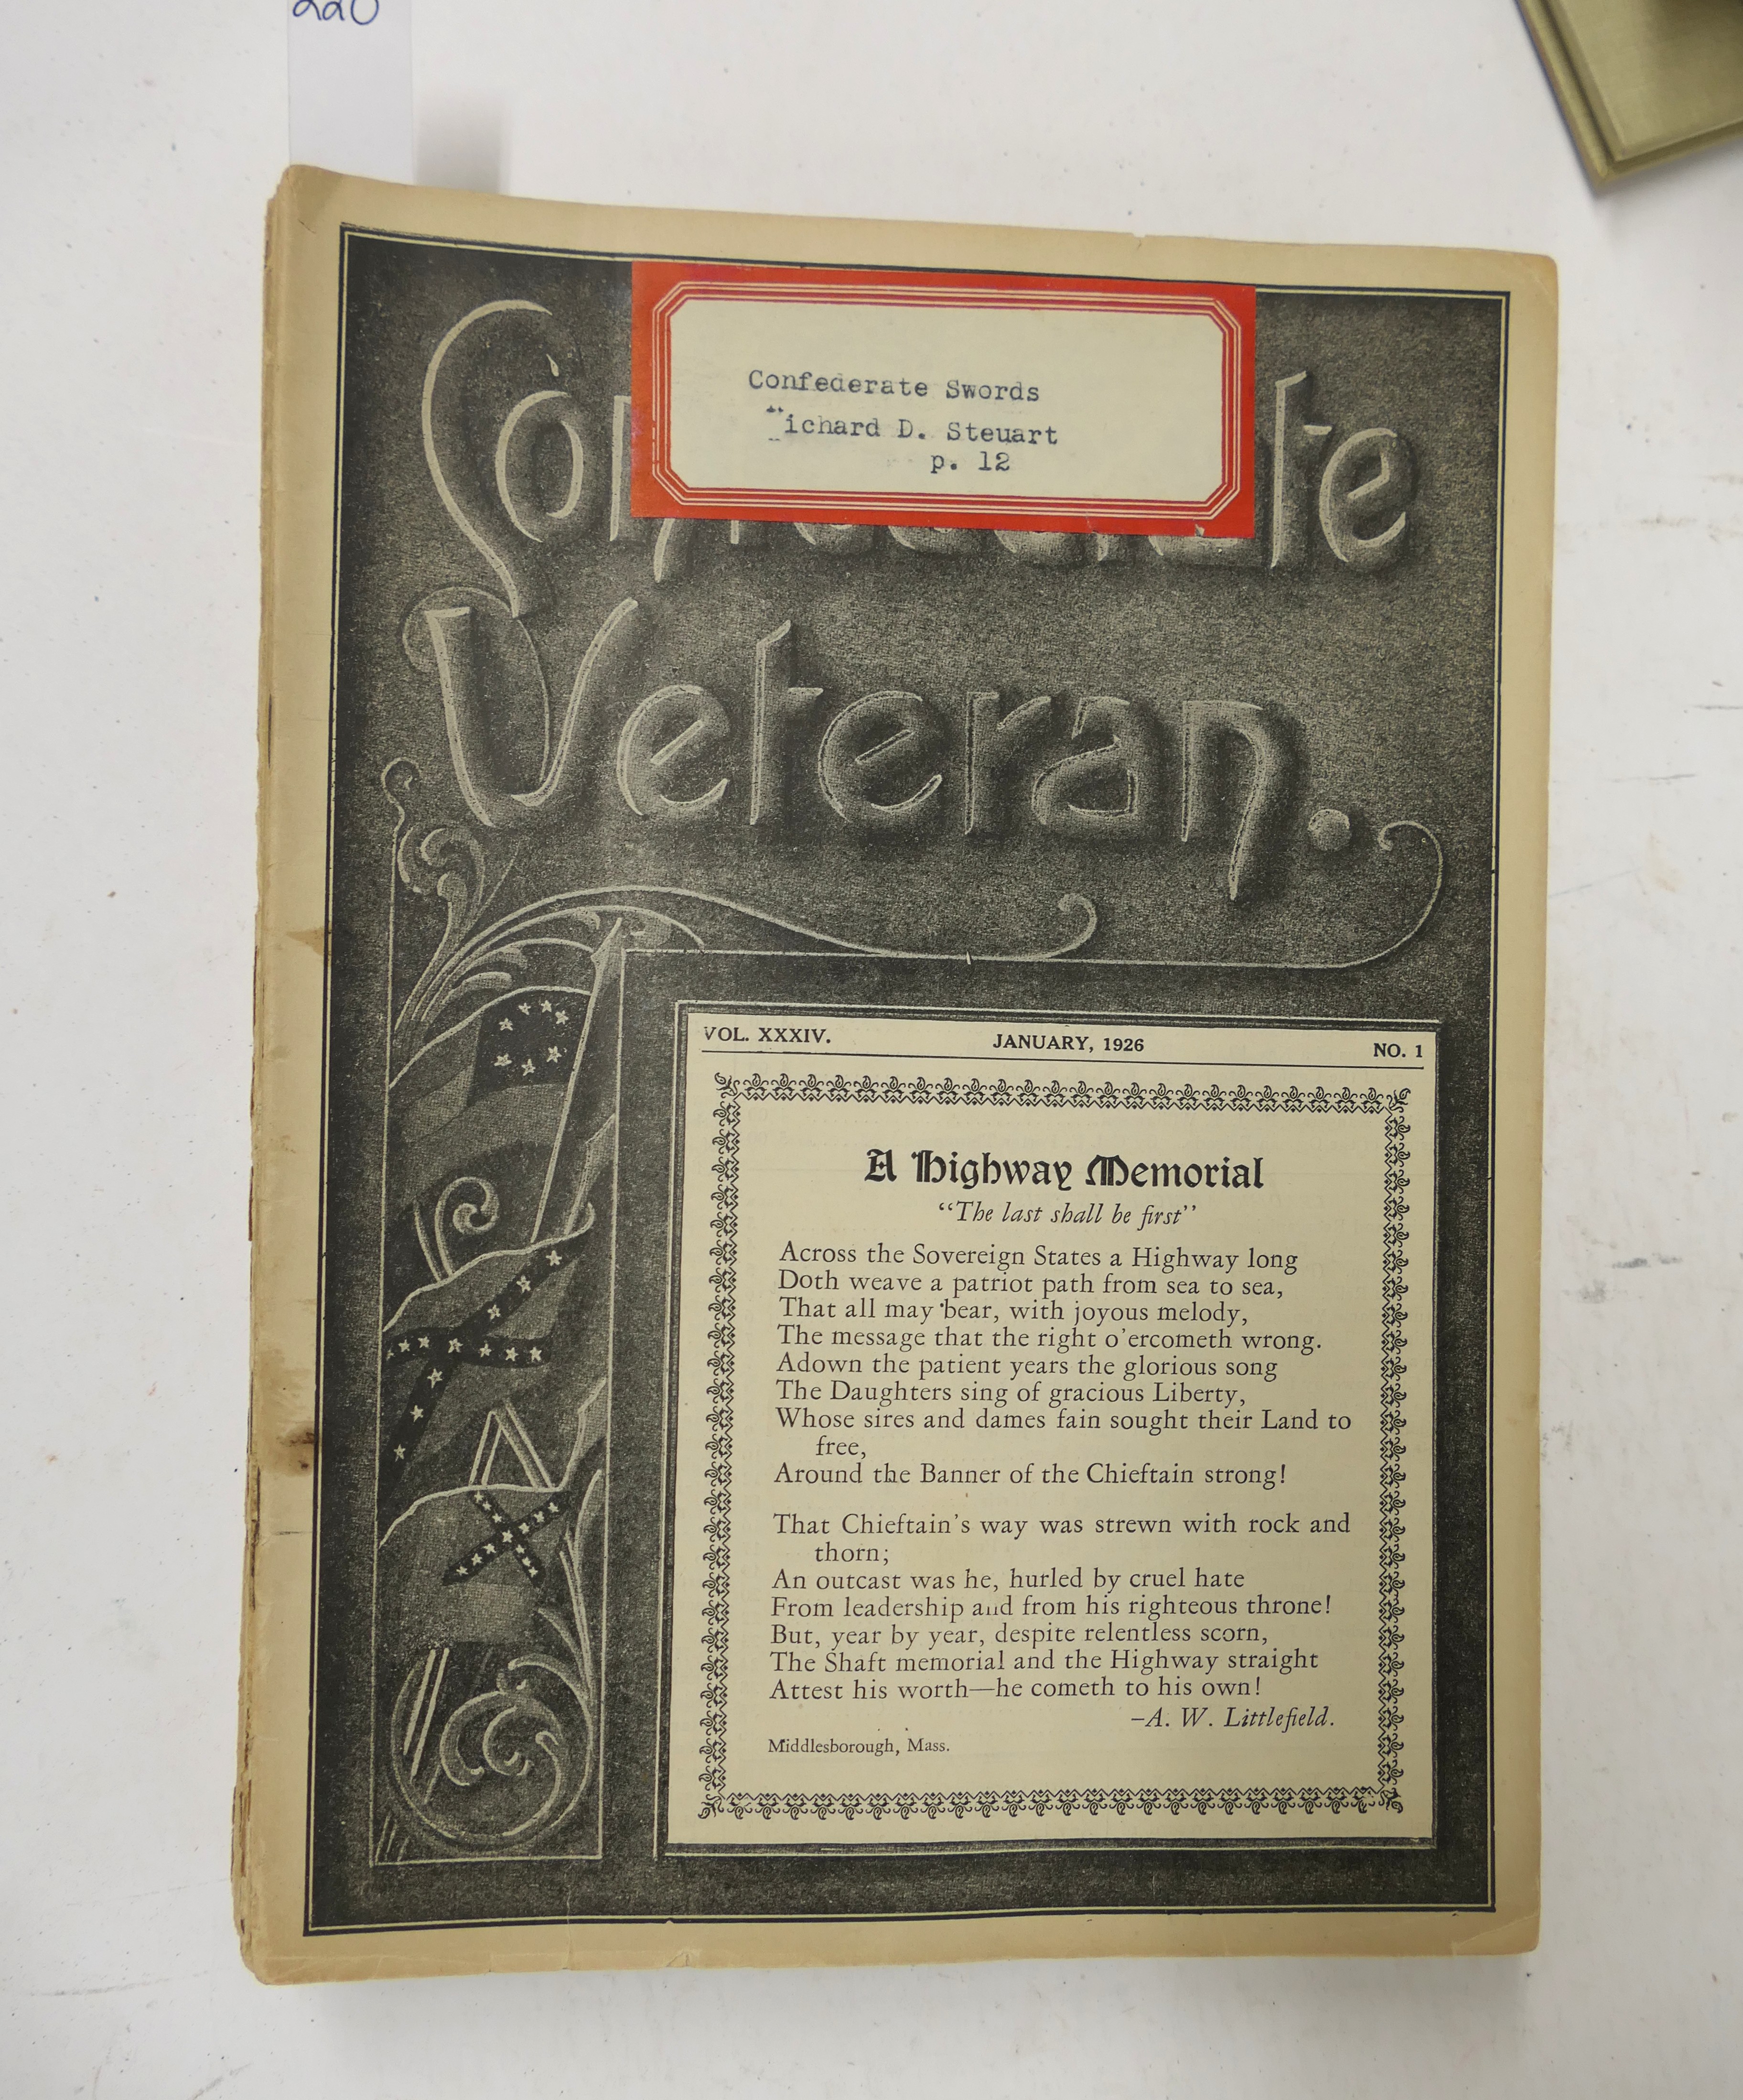 220
Confederate Swords
Richard D. Steuart
p. 12
Confederate
Veteran.
VOL. XXXIV. JANUARY, 1926 NO. 1
A Highway Memorial
"The last shall be first"
Across the Sovereign States a Highway long
Doth weave a patriot path from sea to sea,
That all may bear, with joyous melody,
The message that the right o'ercometh wrong.
Adown the patient years the glorious song
The Daughters sing of gracious Liberty,
Whose sires and dames fain sought their Land to
free,
Around the Banner of the Chieftain strong!
That Chieftain's way was strewn with rock and
thorn;
An outcast was he, hurled by cruel hate
From leadership and from his righteous throne!
But, year by year, despite relentless scorn,
The Shaft memorial and the Highway straight
Attest his worth—he cometh to his own!
–A. W. Littlefield.
Middlesborough, Mass.